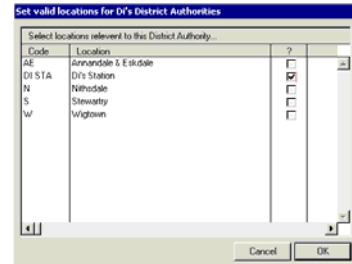 Set valid locations for Di's District Authorities
Select locations relevent to this District Authority...
Code Location ?
AE Annandale & Eskdale
DI STA Di's Station
N Nithsdale
S Stewartry
W Wigtown
Cancel OK